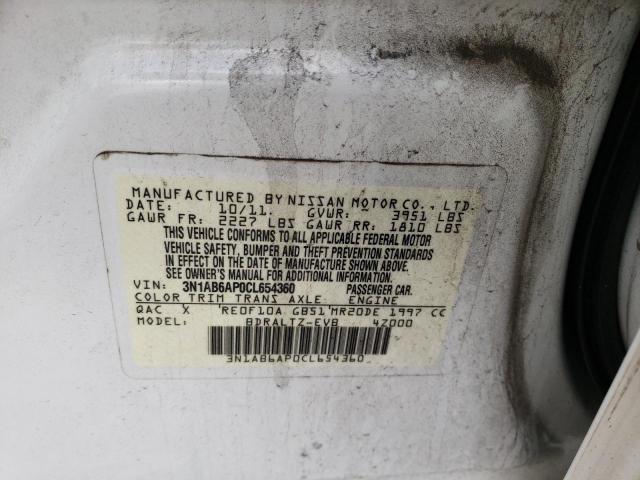 MANUFACTURED BY NISSAN MOTOR CO., LTD.
DATE: 10/11. GVWR: 3951 LBS
GAWR FR: 2227 LBS GAWR RR: 1810 LBS
THIS VEHICLE CONFORMS TO ALL APPLICABLE FEDERAL MOTOR
VEHICLE SAFETY, BUMPER AND THEFT PREVENTION STANDARDS
IN EFFECT ON THE DATE OF MANUFACTURE SHOWN ABOVE.
SEE OWNER'S MANUAL FOR ADDITIONAL INFORMATION.
VIN: 3N1AB6AP0CL654360 PASSENGER CAR.
COLOR TRIM TRANS AXLE ENGINE
QAC X RE0F10A GB51 MR20DE 1997 CC
MODEL: BDRALTZ-EVB 4Z000
3N1AB6AP0CL654360